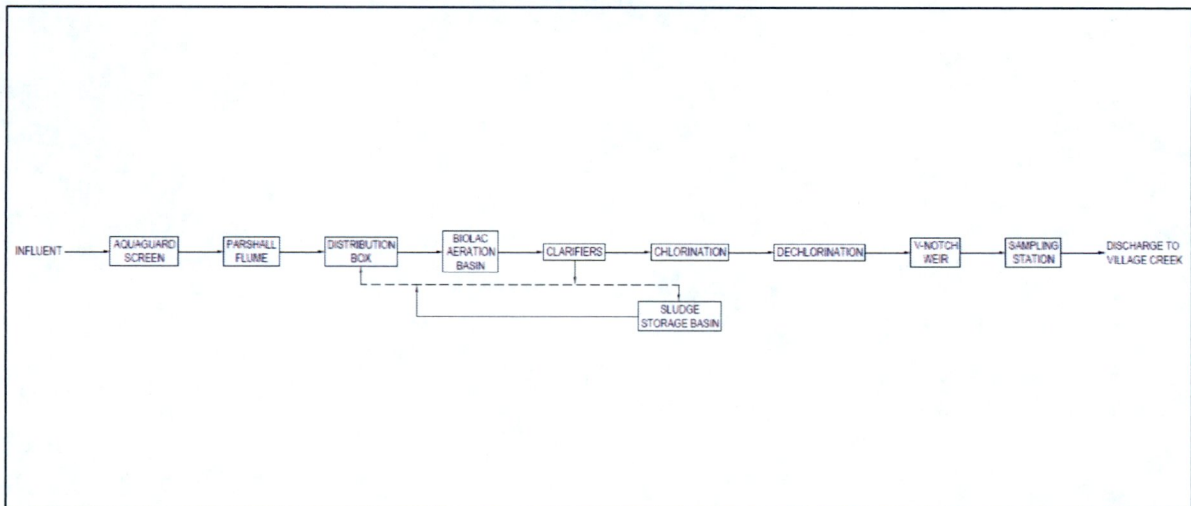 INFLUENT
AQUAGUARD
SCREEN
PARSHALL
FLUME
DISTRIBUTION
BOX
BIOLAC
AERATION
BASIN
CLARIFIERS
CHLORINATION
DECHLORINATION
V-NOTCH
WEIR
SAMPLING
STATION
DISCHARGE TO
VILLAGE CREEK
SLUDGE
STORAGE BASIN